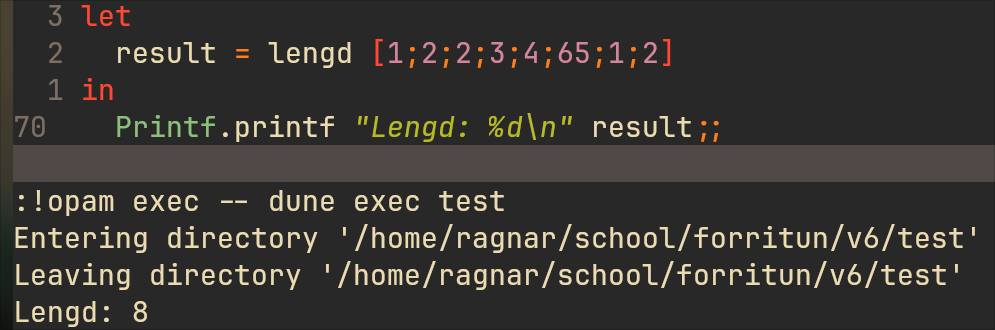 3 let
2   result = lengd [1;2;2;3;4;65;1;2]
1 in
70   Printf.printf "Lengd: %d\n" result;;
:!opam exec -- dune exec test
Entering directory '/home/ragnar/school/forritun/v6/test'
Leaving directory '/home/ragnar/school/forritun/v6/test'
Lengd: 8